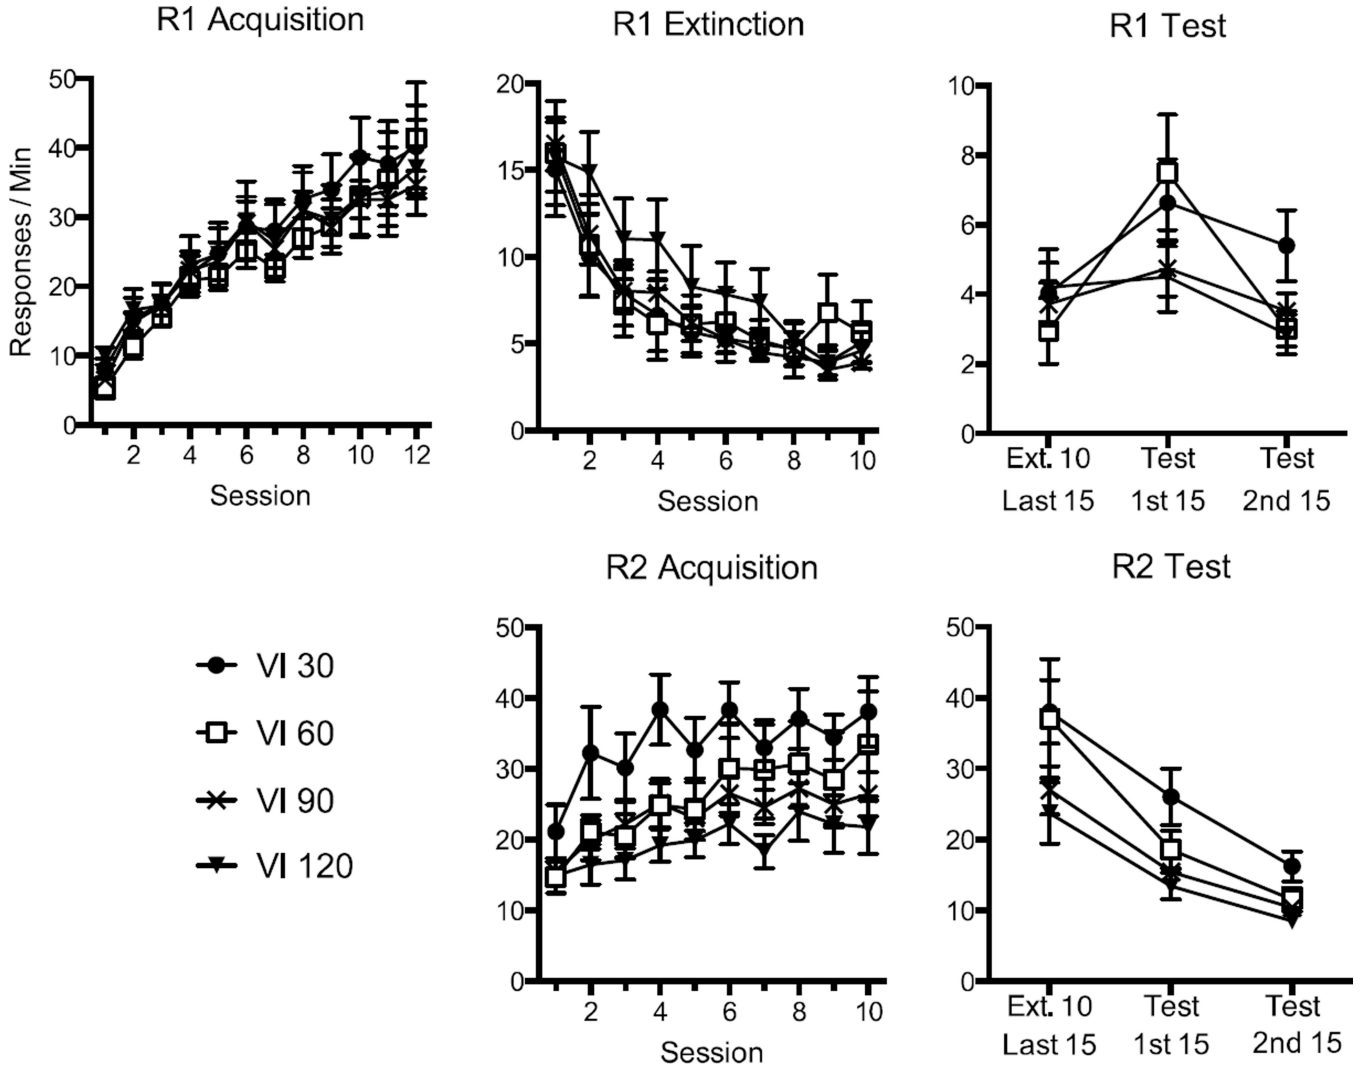 R1 Acquisition
R1 Extinction
R1 Test
Responses / Min
50
40
30
20
10
0
2 4 6 8 10 12
Session
20
15
10
5
0
2 4 6 8 10
Session
10
8
6
4
2
0
Ext. 10 Test Test
Last 15 1st 15 2nd 15
R2 Acquisition
R2 Test
VI 30
VI 60
VI 90
VI 120
50
40
30
20
10
0
2 4 6 8 10
Session
50
40
30
20
10
0
Ext. 10 Test Test
Last 15 1st 15 2nd 15